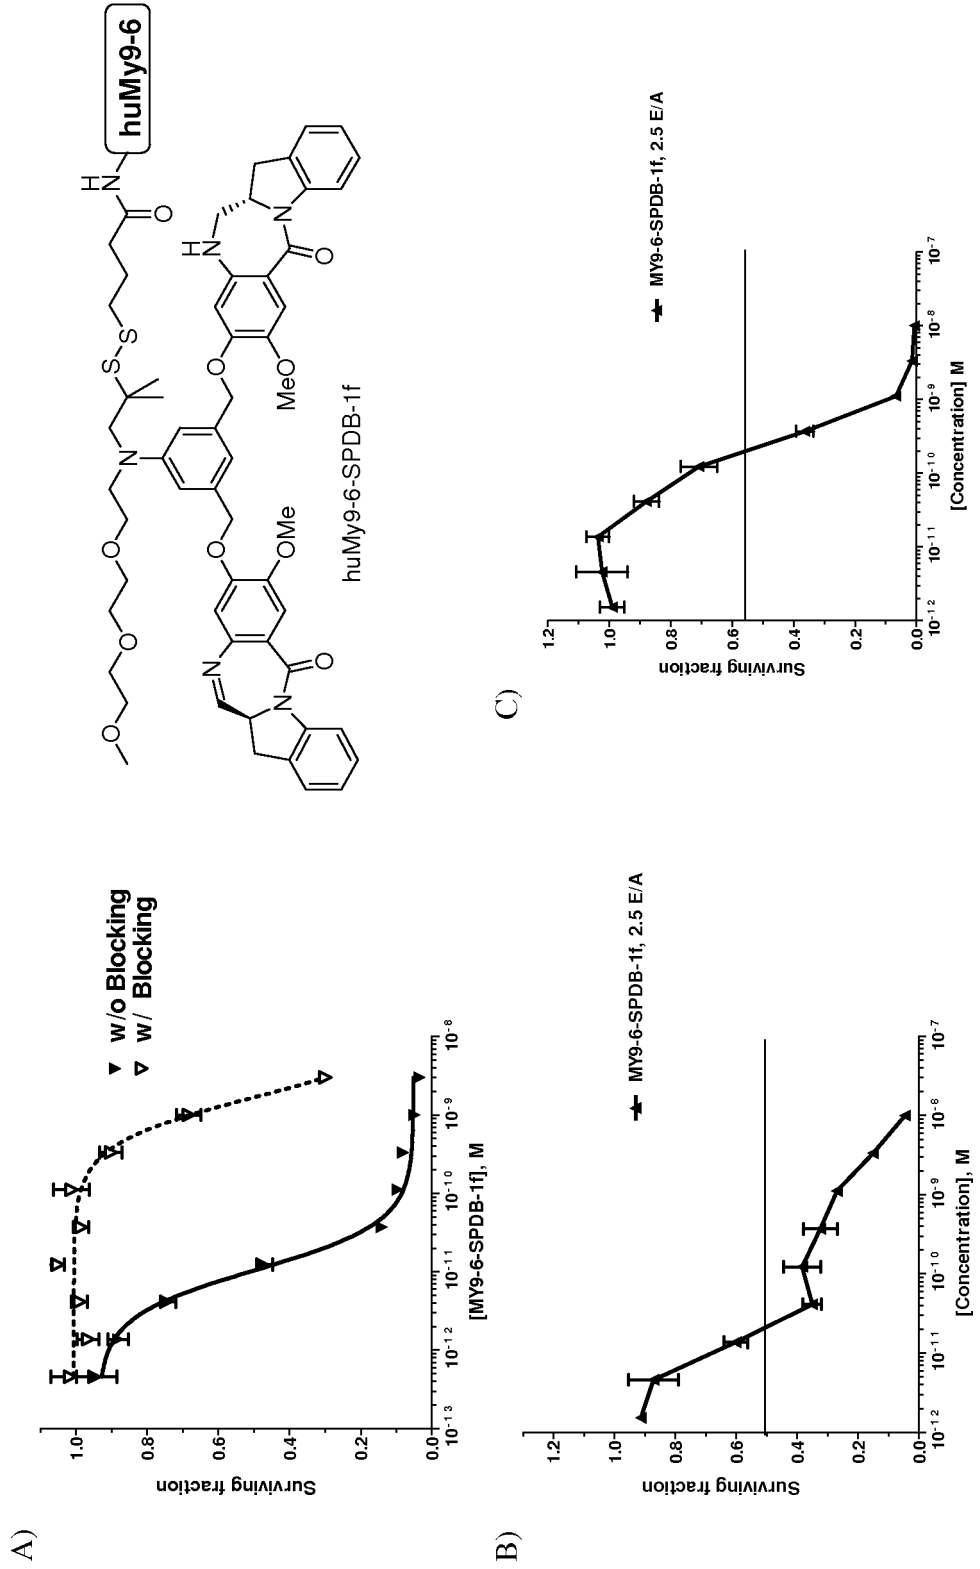 A)
1.0
0.8
0.6
0.4
0.2
0.0
Surviving fraction
10-13
10-12
10-11
10-10
10-9
10-8
[MY9-6-SPDB-1f], M
w/o Blocking
w/ Blocking
O
O
O
N
S
S
O
H
N
huMy9-6
N
N
O
OMe
O
O
MeO
H
N
N
O
huMy9-6-SPDB-1f
B)
1.2
1.0
0.8
0.6
0.4
0.2
0.0
Surviving fraction
10-12
10-11
10-10
10-9
10-8
10-7
[Concentration], M
MY9-6-SPDB-1f, 2.5 E/A
C)
1.2
1.0
0.8
0.6
0.4
0.2
0.0
Surviving fraction
10-12
10-11
10-10
10-9
10-8
10-7
[Concentration] M
MY9-6-SPDB-1f, 2.5 E/A